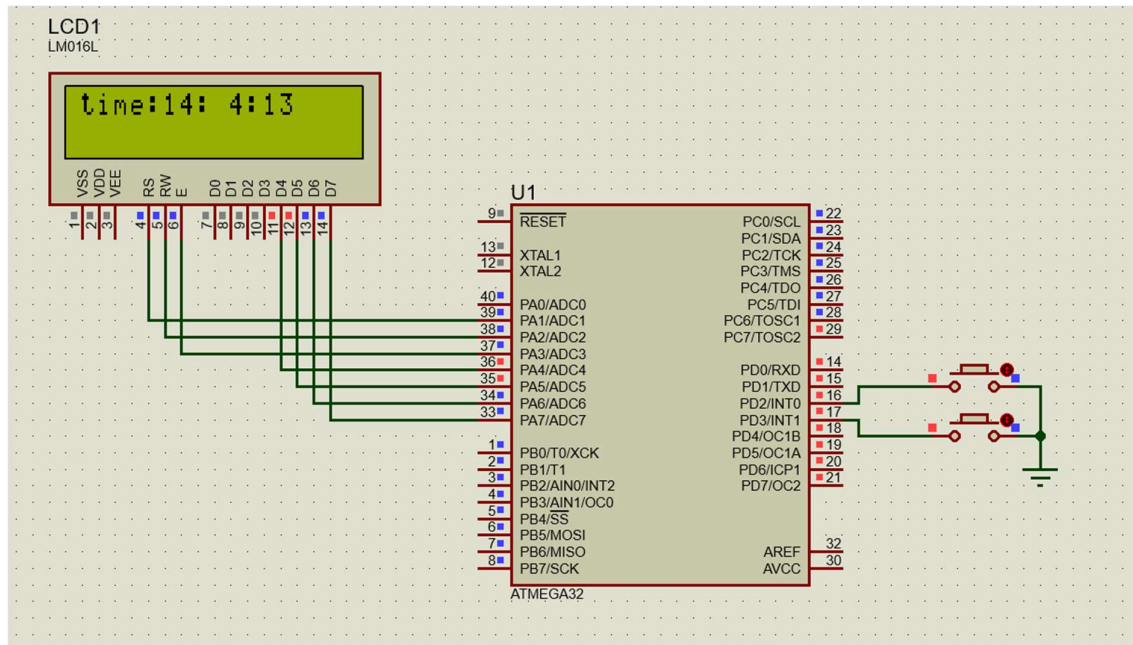 LCD1
LM016L
time:14: 4:13
VSS
VDD
VEE
RS
RW
E
D0
D1
D2
D3
D4
D5
D6
D7
1
2
3
4
5
6
7
8
9
10
11
12
13
14
U1
9 RESET
13 XTAL1
12 XTAL2
40 PA0/ADC0
39 PA1/ADC1
38 PA2/ADC2
37 PA3/ADC3
36 PA4/ADC4
35 PA5/ADC5
34 PA6/ADC6
33 PA7/ADC7
1 PB0/T0/XCK
2 PB1/T1
3 PB2/AIN0/INT2
4 PB3/AIN1/OC0
5 PB4/SS
6 PB5/MOSI
7 PB6/MISO
8 PB7/SCK
PC0/SCL 22
PC1/SDA 23
PC2/TCK 24
PC3/TMS 25
PC4/TDO 26
PC5/TDI 27
PC6/TOSC1 28
PC7/TOSC2 29
PD0/RXD 14
PD1/TXD 15
PD2/INT0 16
PD3/INT1 17
PD4/OC1B 18
PD5/OC1A 19
PD6/ICP1 20
PD7/OC2 21
AREF 32
AVCC 30
ATMEGA32